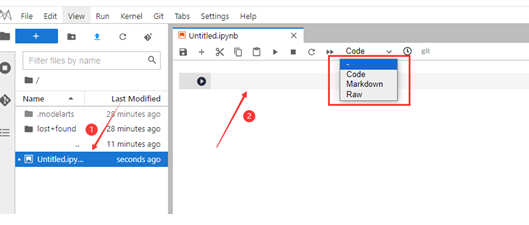 File Edit View Run Kernel Git Tabs Settings Help
Filter files by name
/
Name Last Modified
.modelarts 28 minutes ago
lost+found 28 minutes ago
.. 11 minutes ago
Untitled.ipy... seconds ago
1
Untitled.ipynb
Code git
-
Code
Markdown
Raw
2